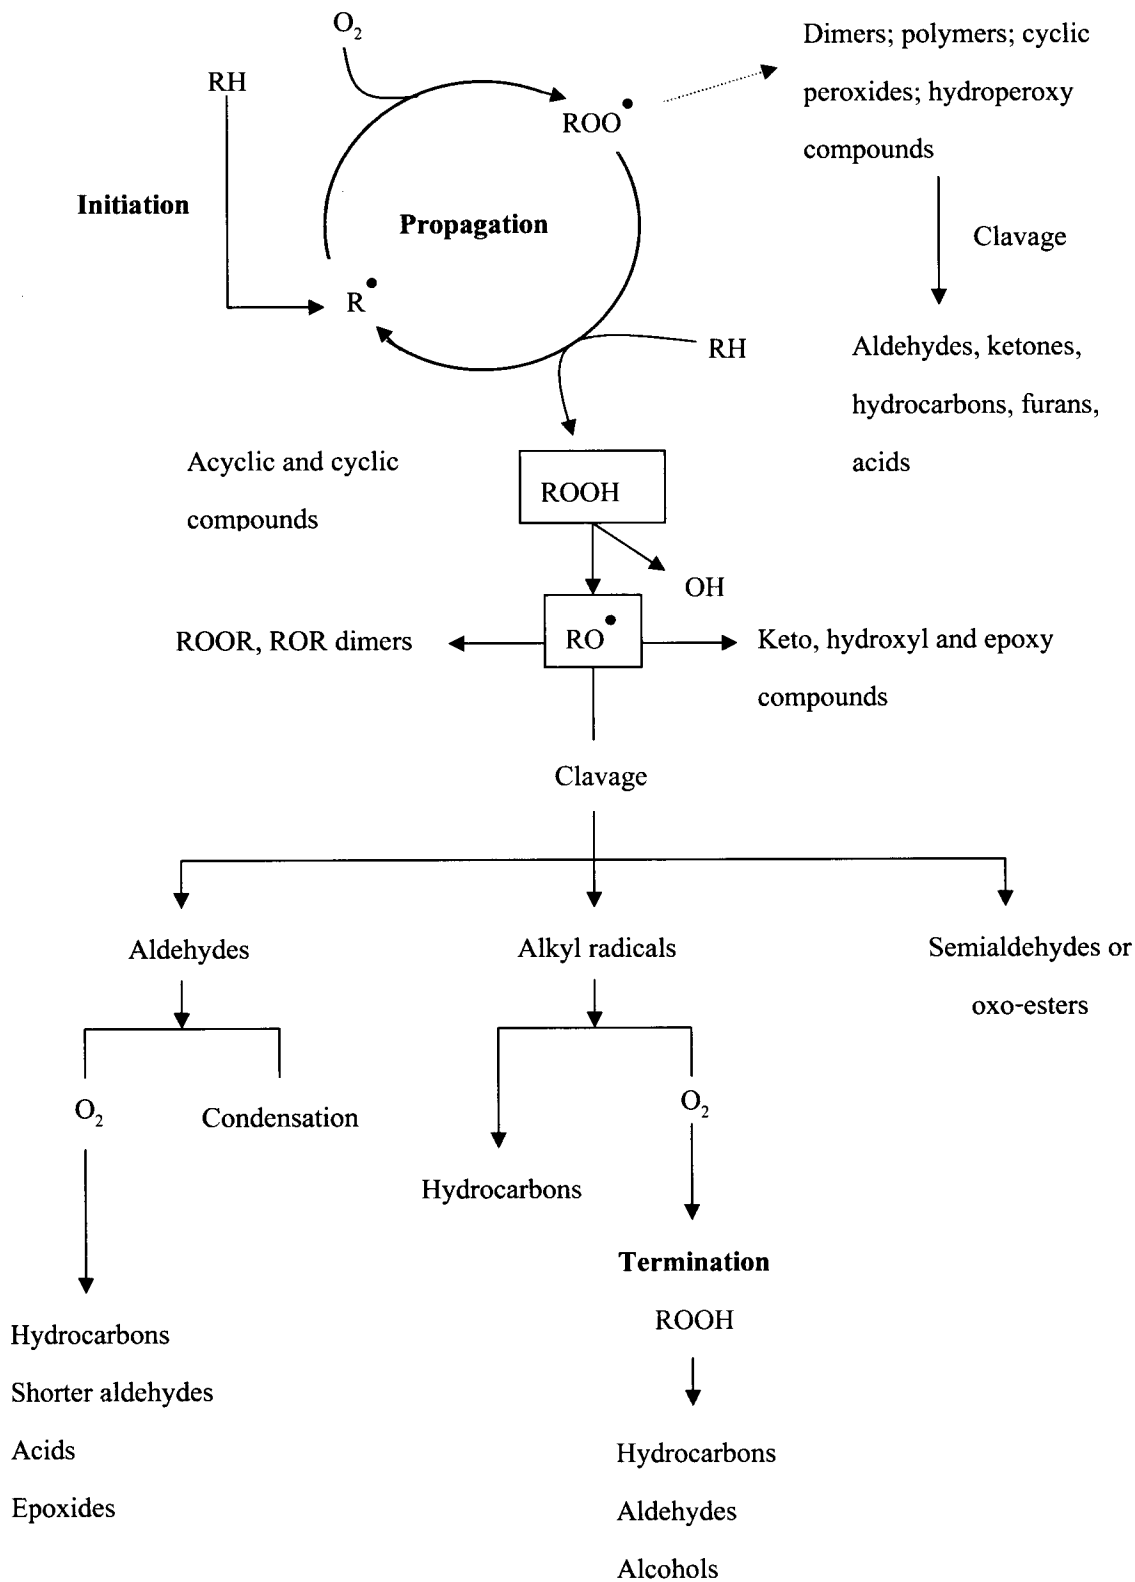 O2
RH
Dimers; polymers; cyclic
peroxides; hydroperoxy
compounds
ROO•
Initiation
Propagation
Clavage
R•
RH
Aldehydes, ketones,
hydrocarbons, furans,
acids
Acyclic and cyclic
compounds
ROOH
OH
ROOR, ROR dimers
RO•
Keto, hydroxyl and epoxy
compounds
Clavage
Aldehydes
Alkyl radicals
Semialdehydes or
oxo-esters
O2
Condensation
O2
Hydrocarbons
Termination
ROOH
Hydrocarbons
Shorter aldehydes
Acids
Epoxides
Hydrocarbons
Aldehydes
Alcohols